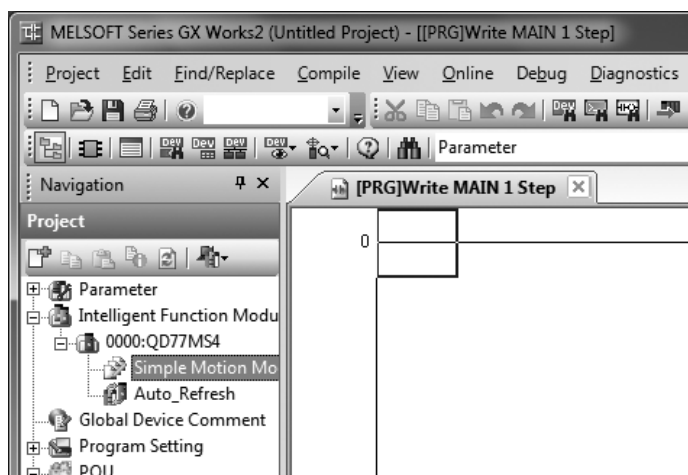 MELSOFT Series GX Works2 (Untitled Project) - [[PRG]Write MAIN 1 Step]
Project Edit Find/Replace Compile View Online Debug Diagnostics
Parameter
Navigation
[PRG]Write MAIN 1 Step
Project
0
Parameter
Intelligent Function Modu
0000:QD77MS4
Simple Motion Mo
Auto_Refresh
Global Device Comment
Program Setting
POU